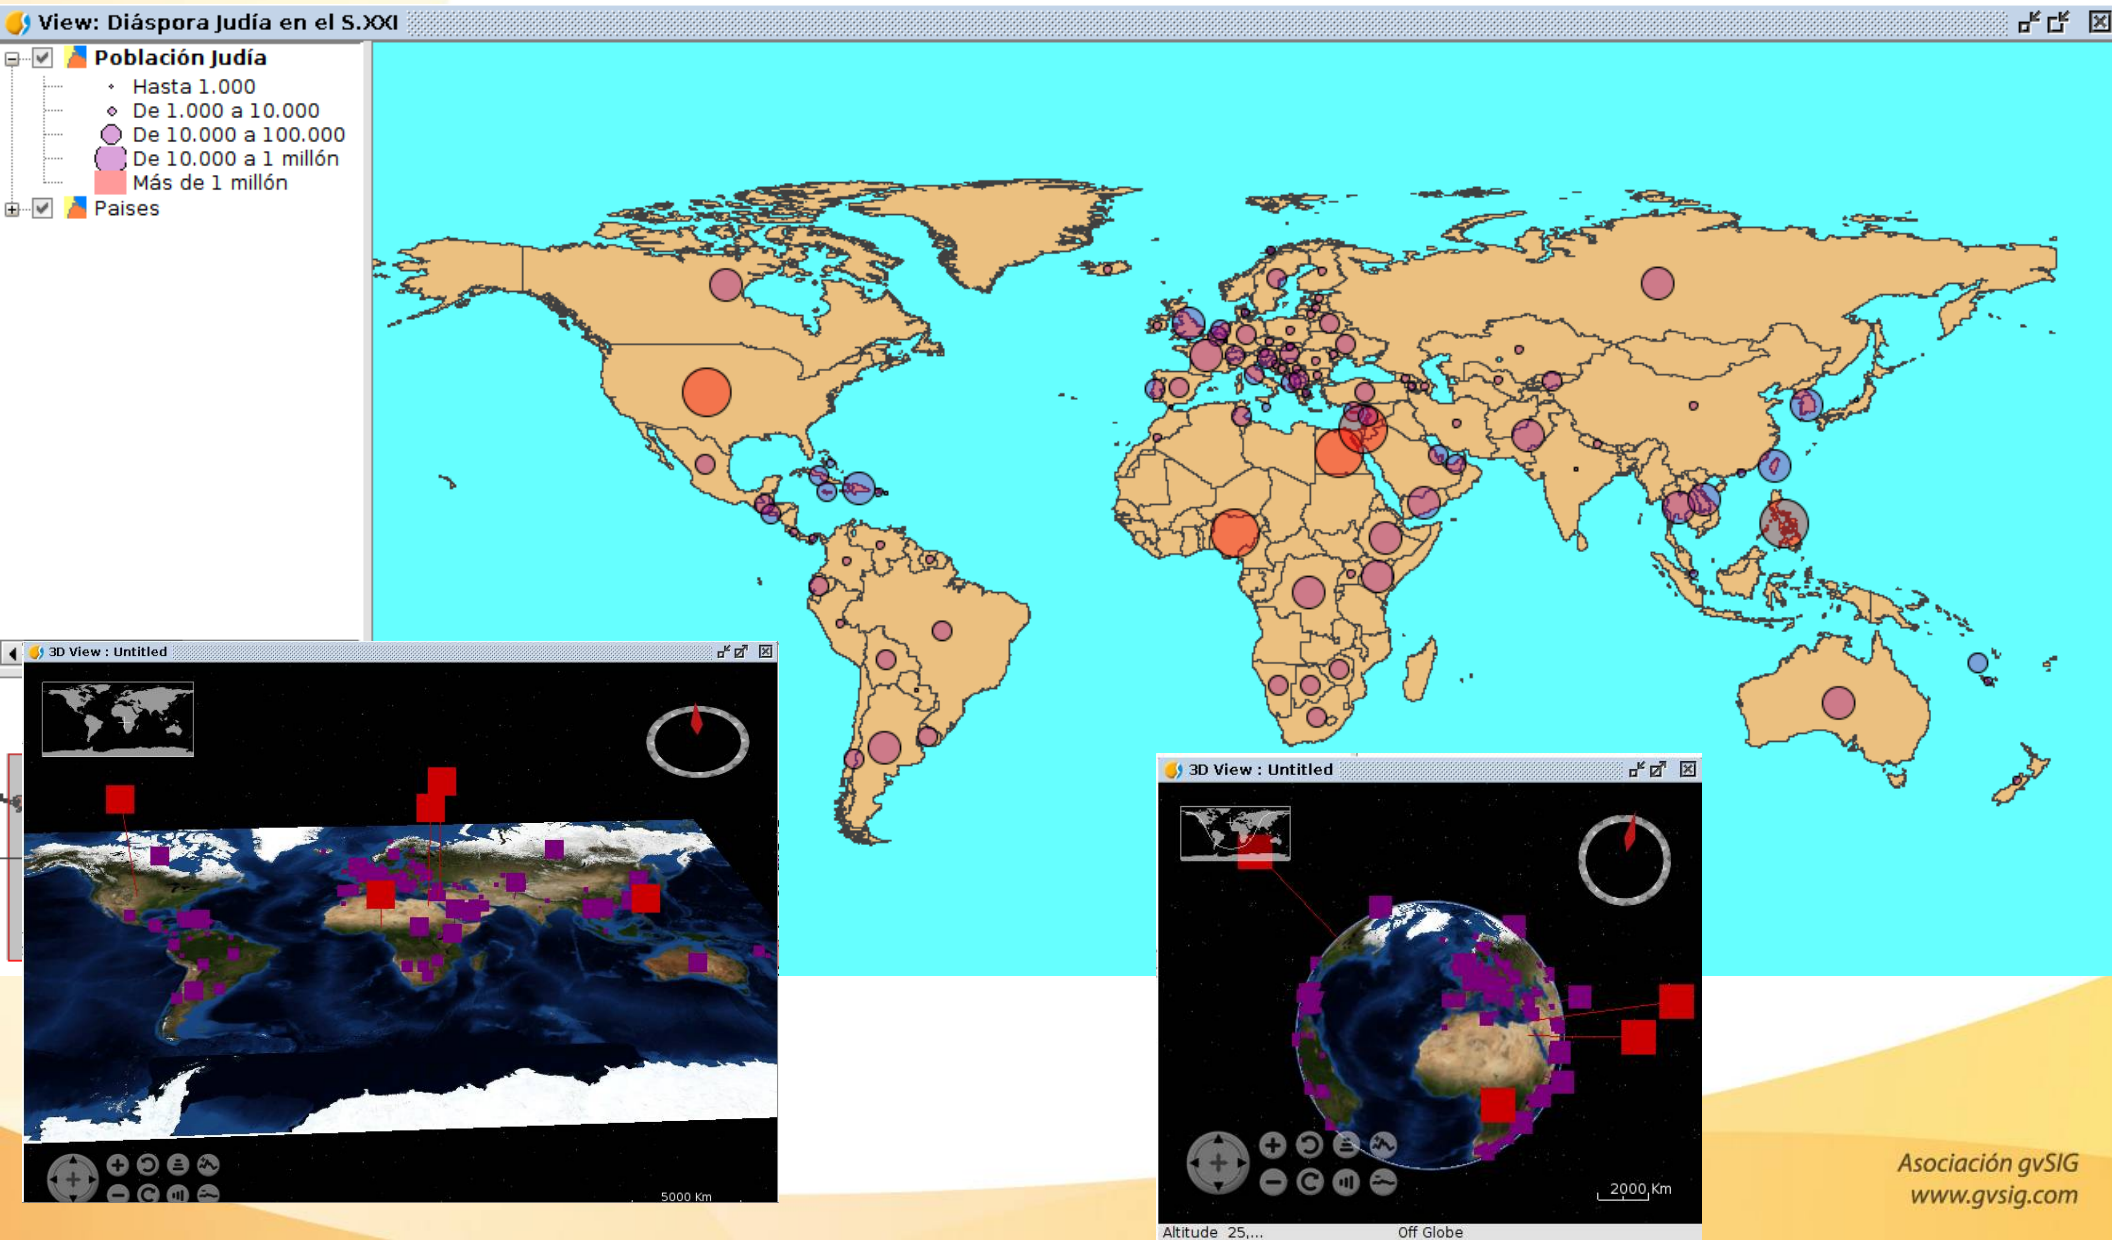 View: Diáspora Judía en el S.XXI
Población Judía
Hasta 1.000
De 1.000 a 10.000
De 10.000 a 100.000
De 10.000 a 1 millón
Más de 1 millón
Paises
3D View : Untitled
5000 Km
3D View : Untitled
2000 Km
Altitude 25,...
Off Globe
Asociación gvSIG
www.gvsig.com